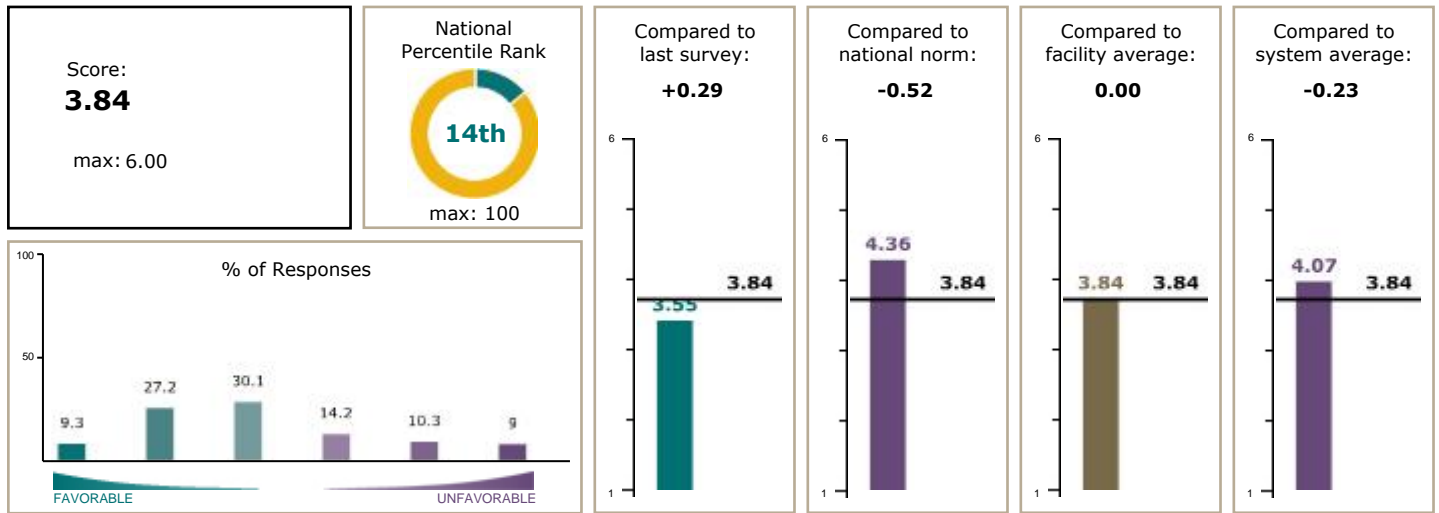 Score:
3.84
max: 6.00
National
Percentile Rank
14th
max: 100
% of Responses
100
50
9.3
27.2
30.1
14.2
10.3
9
FAVORABLE
UNFAVORABLE
Compared to
last survey:
+0.29
6
3.84
3.55
1
Compared to
national norm:
-0.52
6
4.36
3.84
1
Compared to
facility average:
0.00
6
3.84 3.84
1
Compared to
system average:
-0.23
6
4.07
3.84
1